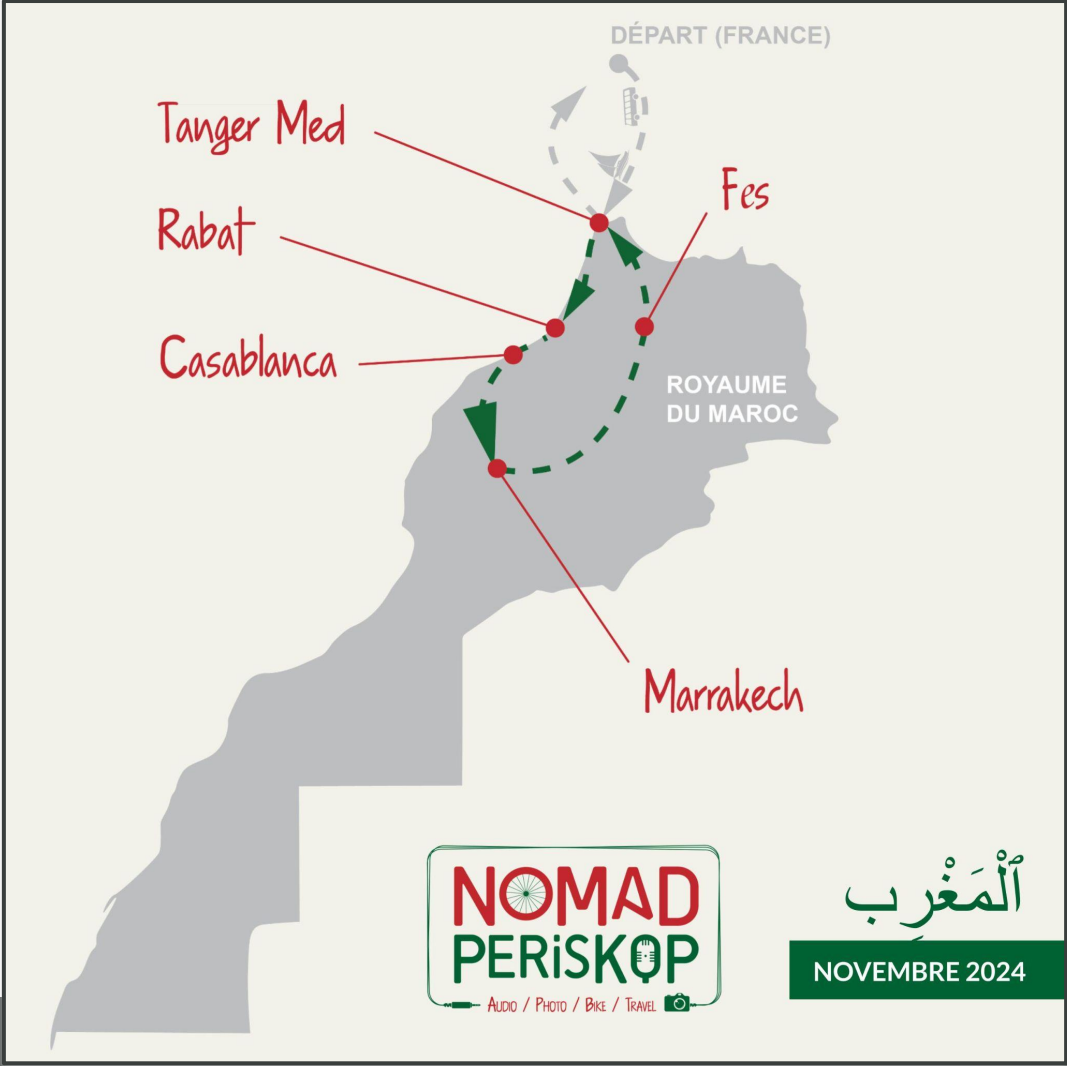 DÉPART (FRANCE)
Tanger Med
Fes
Rabat
Casablanca
ROYAUME
DU MAROC
Marrakech
NOMAD
PERiSKOP
AUDIO / PHOTO / BIKE / TRAVEL
ٱلْمَغْرِب
NOVEMBRE 2024